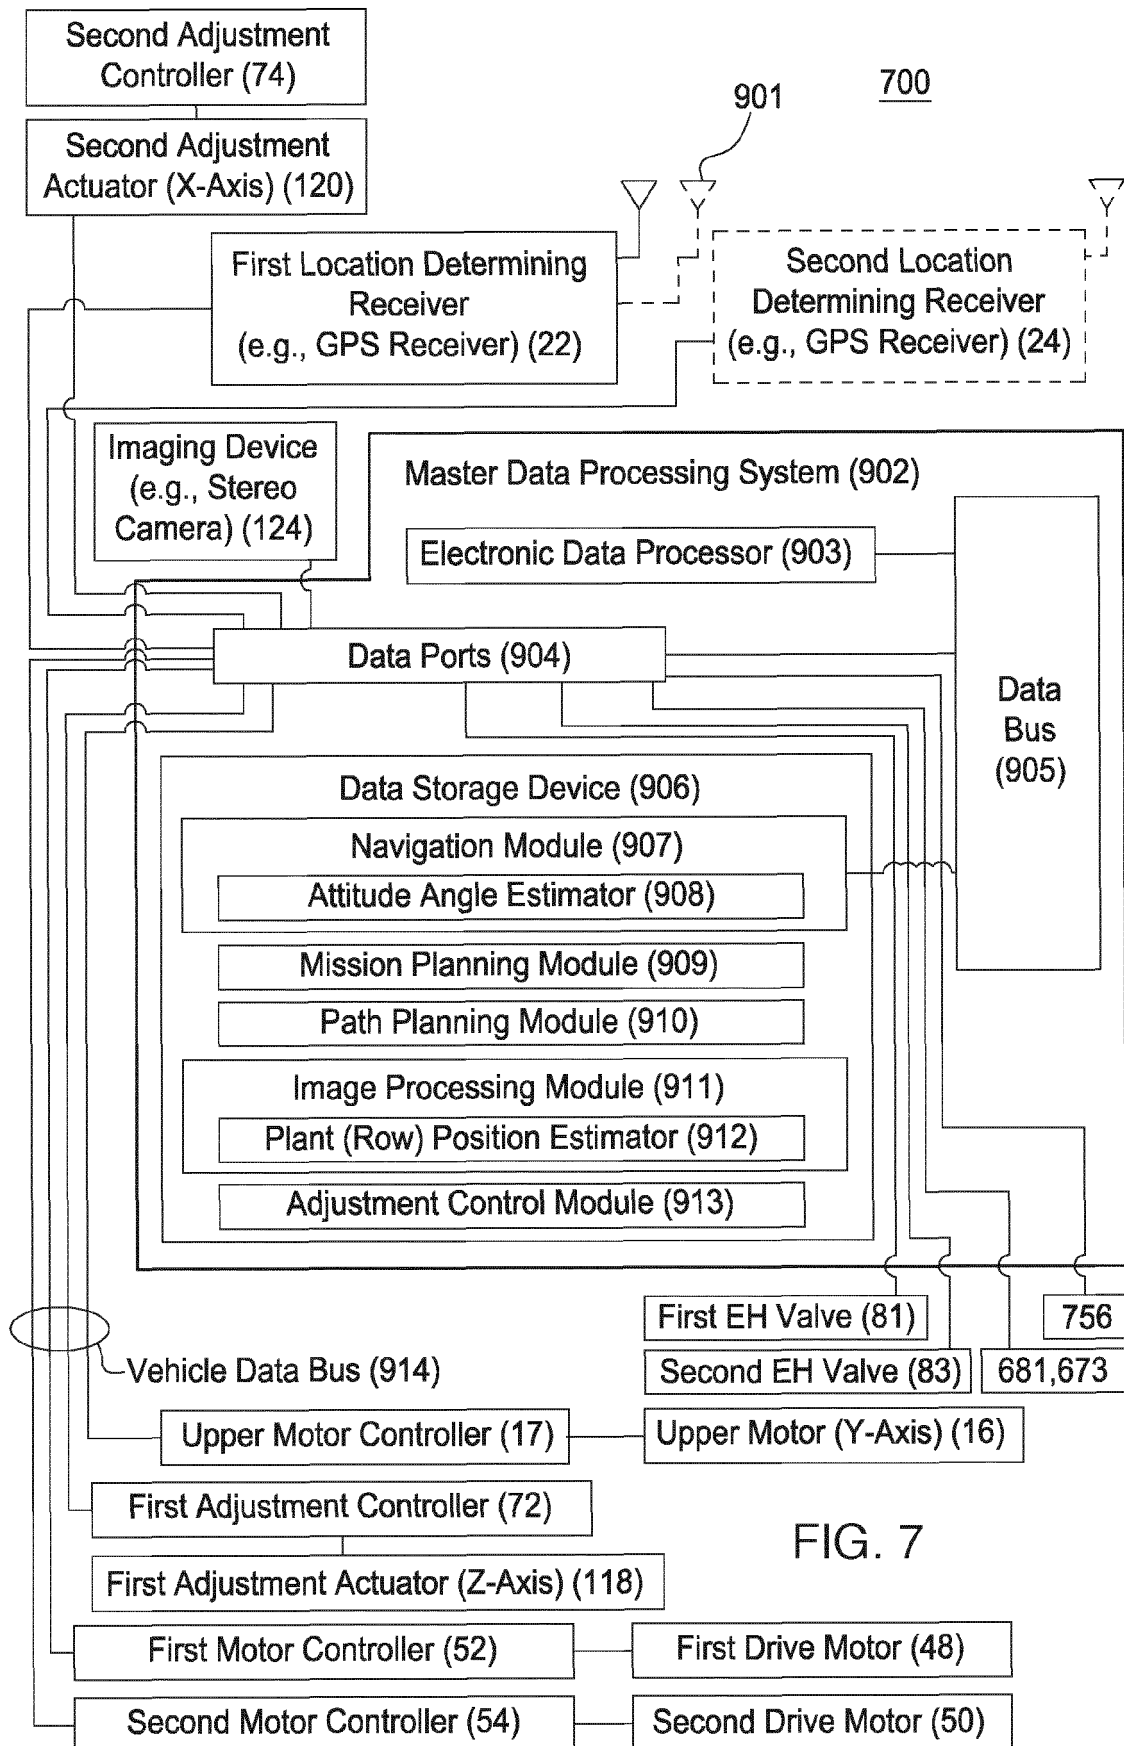 Second Adjustment
Controller (74)
700
901
Second Adjustment
Actuator (X-Axis) (120)
First Location Determining
Receiver
(e.g., GPS Receiver) (22)
Second Location
Determining Receiver
(e.g., GPS Receiver) (24)
Imaging Device
(e.g., Stereo
Camera) (124)
Master Data Processing System (902)
Electronic Data Processor (903)
Data Ports (904)
Data
Bus
(905)
Data Storage Device (906)
Navigation Module (907)
Attitude Angle Estimator (908)
Mission Planning Module (909)
Path Planning Module (910)
Image Processing Module (911)
Plant (Row) Position Estimator (912)
Adjustment Control Module (913)
First EH Valve (81)
756
Second EH Valve (83)
681,673
Vehicle Data Bus (914)
Upper Motor Controller (17)
Upper Motor (Y-Axis) (16)
First Adjustment Controller (72)
FIG. 7
First Adjustment Actuator (Z-Axis) (118)
First Motor Controller (52)
First Drive Motor (48)
Second Motor Controller (54)
Second Drive Motor (50)